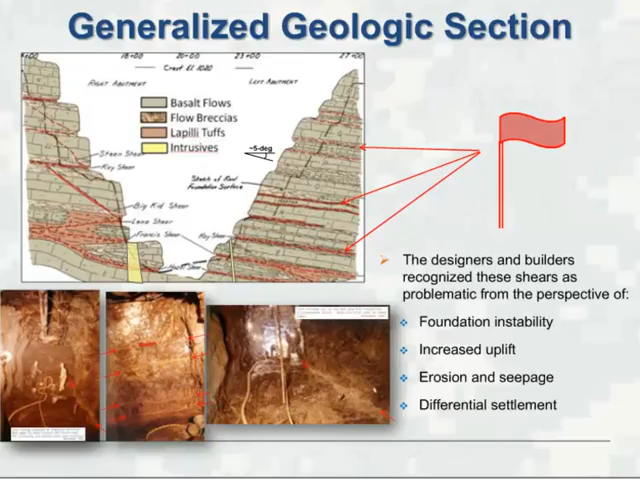 Generalized Geologic Section
18+00 20+00 23+00 27+00
Crest El. 1020
RIGHT ABUTMENT
LEFT ABUTMENT
Basalt Flows
Flow Breccias
Lapilli Tuffs
Intrusives
~5-deg
Steen Shear
Key Shear
Sketch of Final
Foundation Surface
Big Kid Shear
Lena Shear
Francis Shear
Key Shear
The designers and builders
recognized these shears as
problematic from the perspective of:
Foundation instability
Increased uplift
Erosion and seepage
Differential settlement